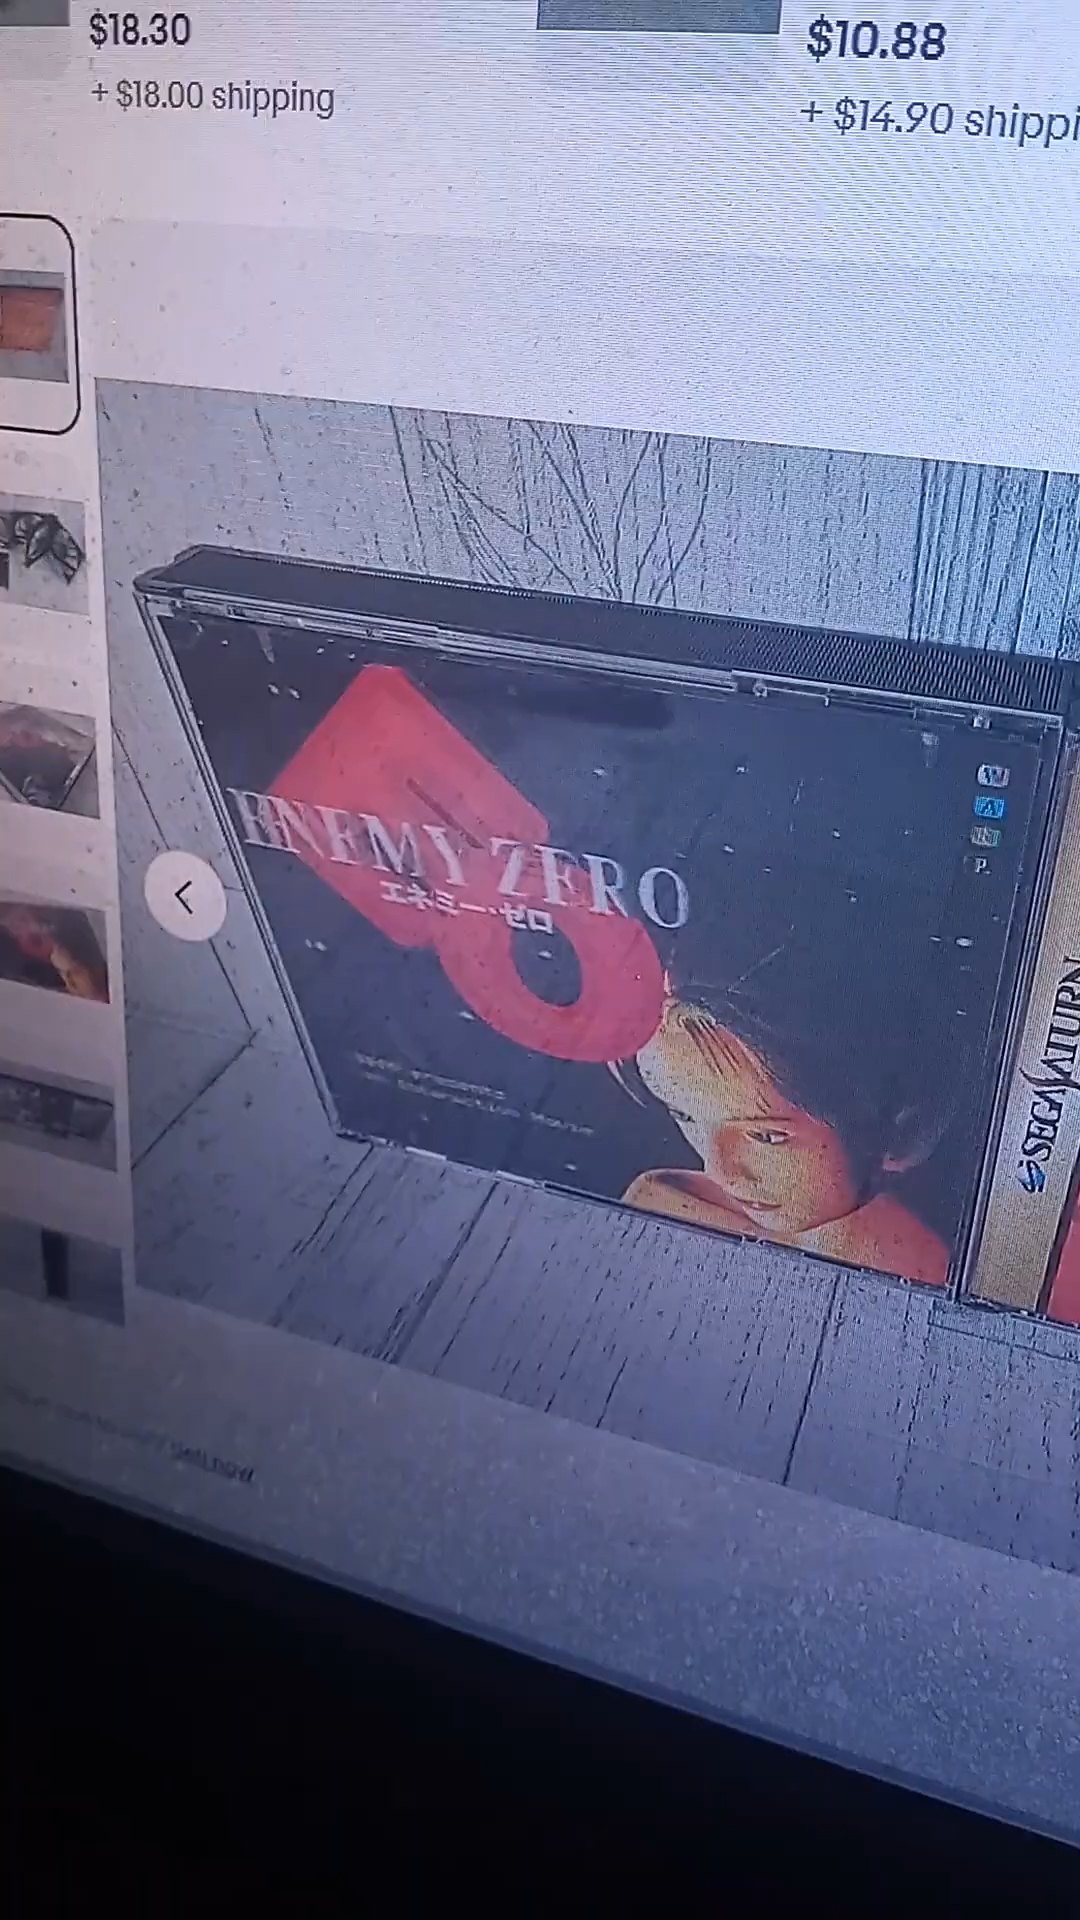 $18.30
+ $18.00 shipping
$10.88
+ $14.90 shippi
ENEMY ZERO
エネミー・ゼロ
P.
SEGA SATURN